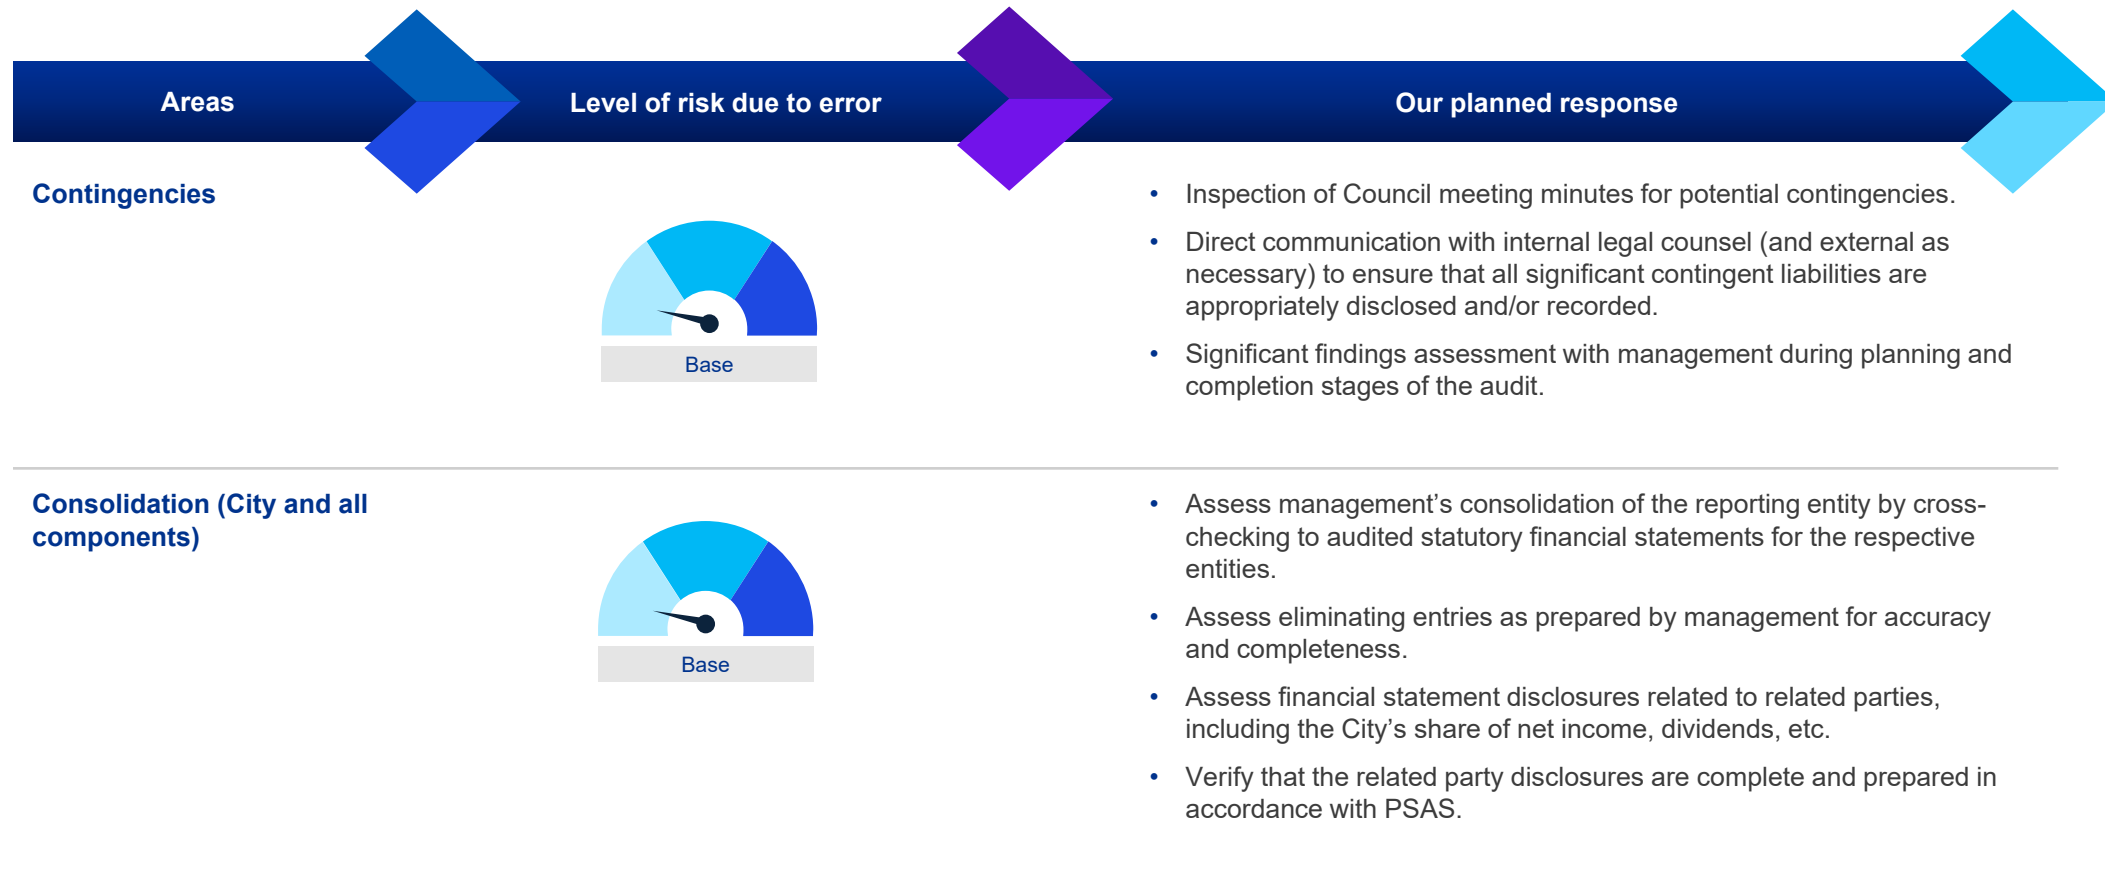 Areas
Level of risk due to error
Our planned response
Contingencies
Base
• Inspection of Council meeting minutes for potential contingencies.
• Direct communication with internal legal counsel (and external as
necessary) to ensure that all significant contingent liabilities are
appropriately disclosed and/or recorded.
• Significant findings assessment with management during planning and
completion stages of the audit.
Consolidation (City and all
components)
Base
• Assess management’s consolidation of the reporting entity by cross-
checking to audited statutory financial statements for the respective
entities.
• Assess eliminating entries as prepared by management for accuracy
and completeness.
• Assess financial statement disclosures related to related parties,
including the City’s share of net income, dividends, etc.
• Verify that the related party disclosures are complete and prepared in
accordance with PSAS.